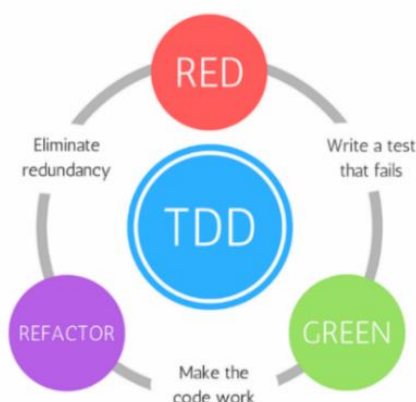 RED
Eliminate
redundancy
Write a test
that fails
TDD
REFACTOR
GREEN
Make the
code work